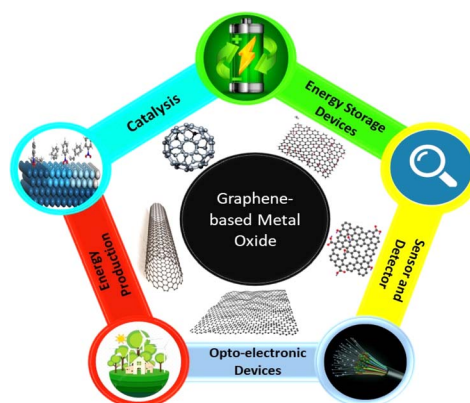 Catalysis
Energy Storage
Devices
Graphene-
based Metal
Oxide
Sensor and
Detector
Energy
Production
Opto-electronic
Devices